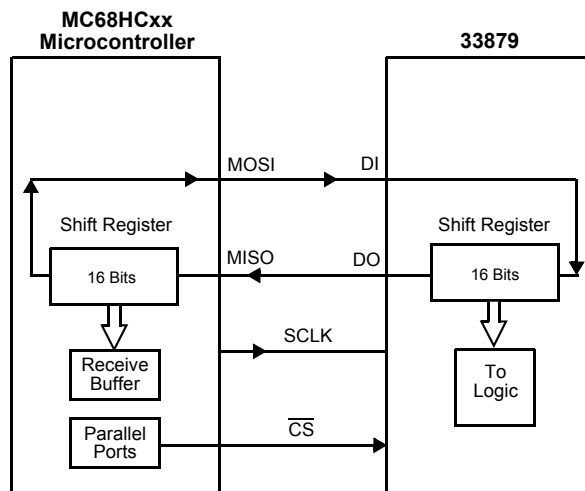 MC68HCxx
Microcontroller
33879
MOSI
DI
Shift Register
Shift Register
MISO
DO
16 Bits
16 Bits
SCLK
Receive
Buffer
To
Logic
CS
Parallel
Ports